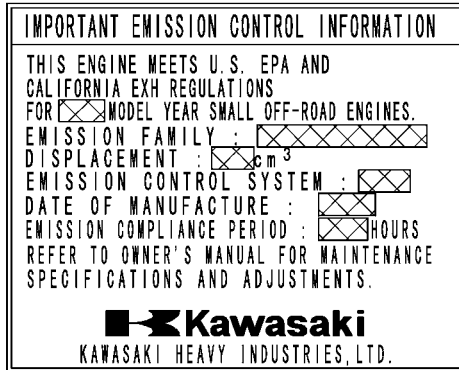 IMPORTANT EMISSION CONTROL INFORMATION
THIS ENGINE MEETS U.S. EPA AND
CALIFORNIA EXH REGULATIONS
FOR MODEL YEAR SMALL OFF-ROAD ENGINES.
EMISSION FAMILY :
DISPLACEMENT : cm³
EMISSION CONTROL SYSTEM :
DATE OF MANUFACTURE :
EMISSION COMPLIANCE PERIOD : HOURS
REFER TO OWNER'S MANUAL FOR MAINTENANCE
SPECIFICATIONS AND ADJUSTMENTS.
Kawasaki
KAWASAKI HEAVY INDUSTRIES, LTD.